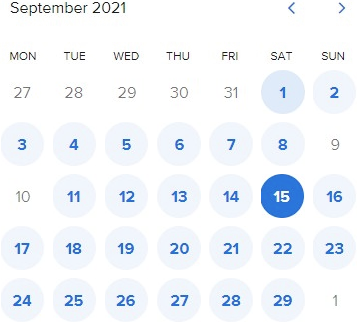 September 2021
MON TUE WED THU FRI SAT SUN
27 28 29 30 31 1 2
3 4 5 6 7 8 9
10 11 12 13 14 15 16
17 18 19 20 21 22 23
24 25 26 27 28 29 1